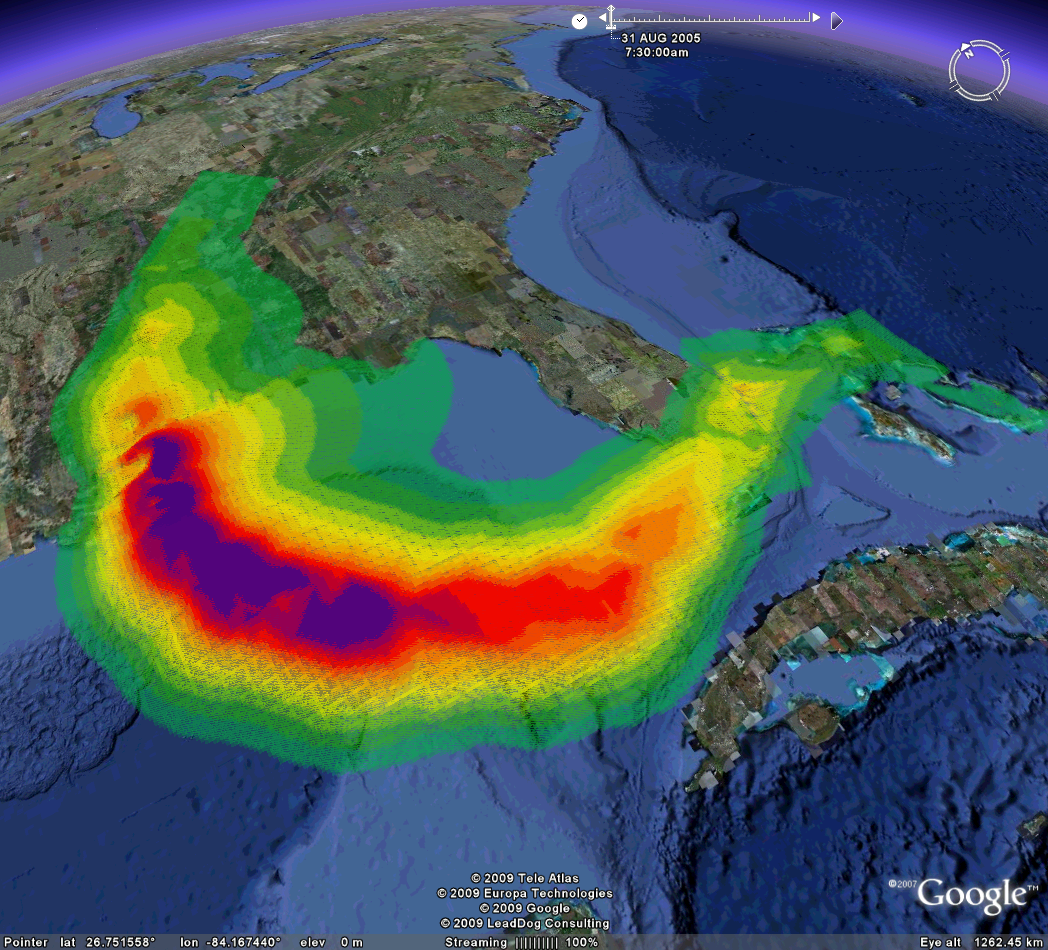 31 AUG 2005
7:30:00am
N
© 2009 Tele Atlas
© 2009 Europa Technologies
© 2009 Google
© 2009 LeadDog Consulting
©2007 Google™
Pointer lat 26.751558° lon -84.167440° elev 0 m Streaming |||||||||| 100% Eye alt 1262.45 km